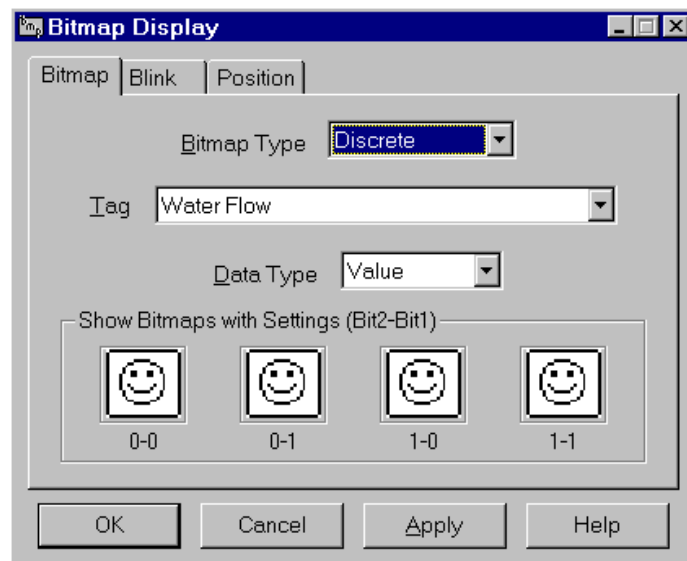 Bitmap Display
Bitmap Blink Position
Bitmap Type Discrete
Tag Water Flow
Data Type Value
Show Bitmaps with Settings (Bit2-Bit1)
0-0 0-1 1-0 1-1
OK Cancel Apply Help